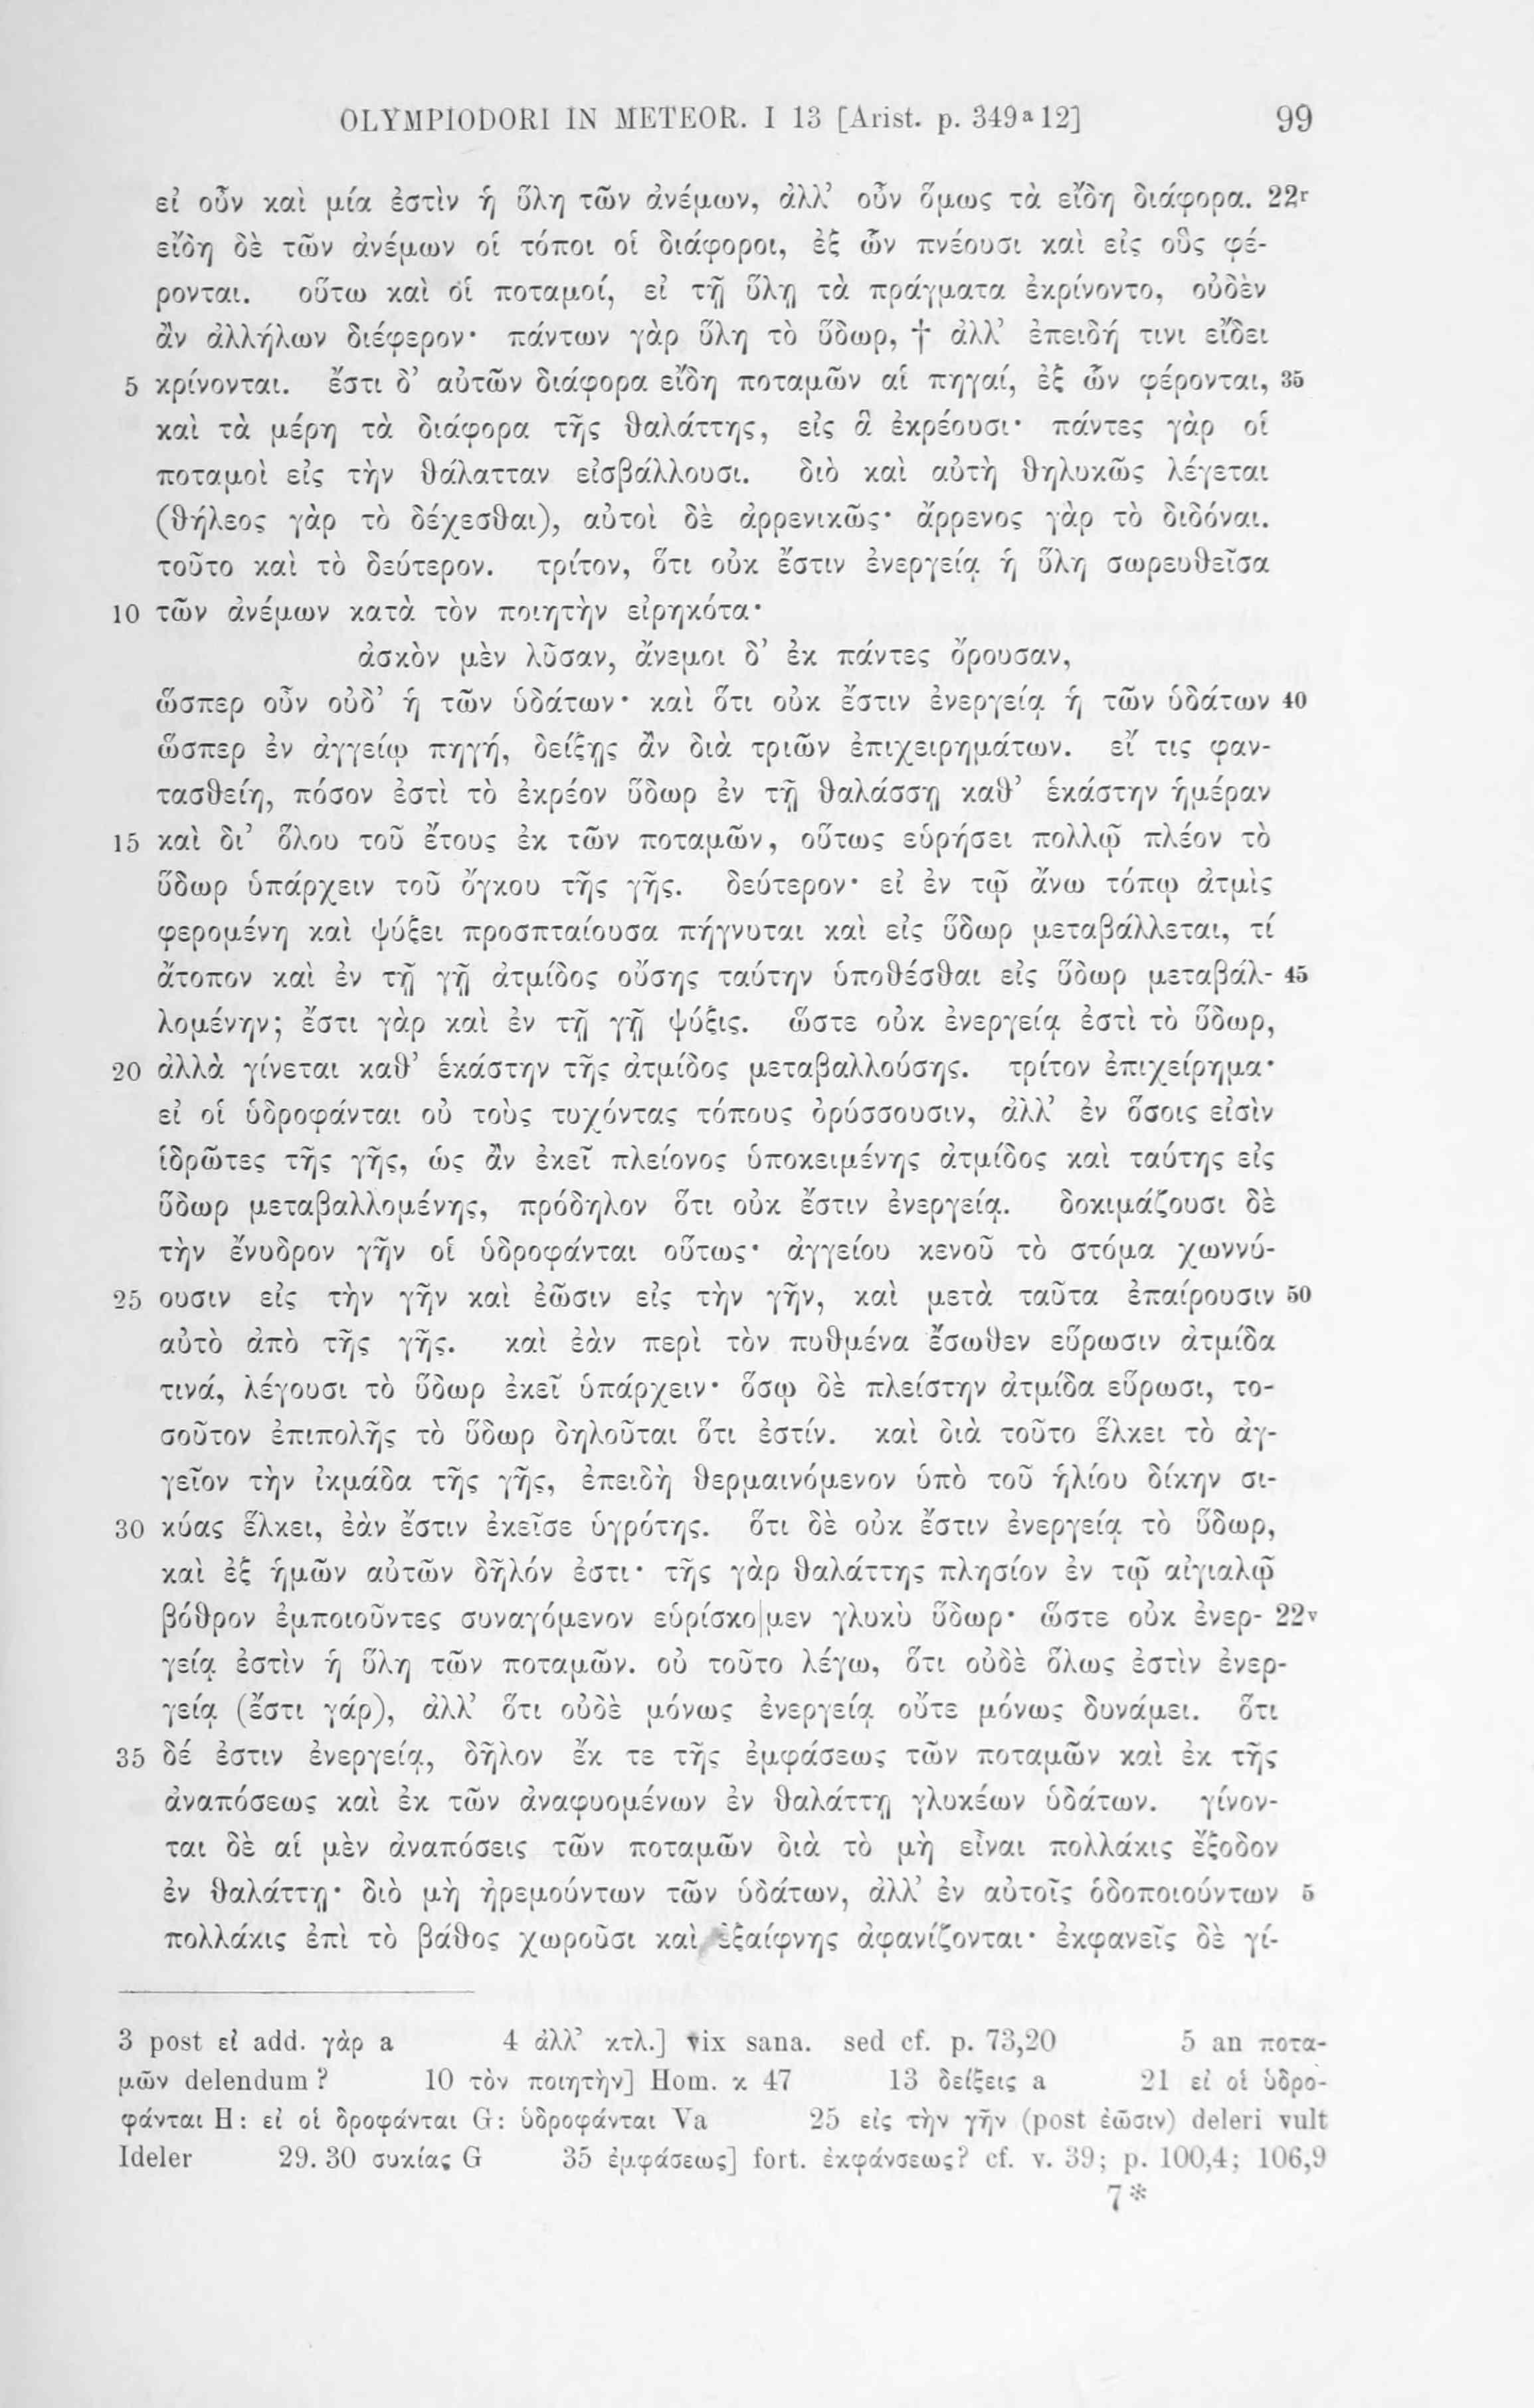 OLYMPIODORI IN METEOR. I 13 [Arist. p. 349ᵃ12] 99
εἰ οὖν καὶ μία ἐστὶν ἡ ὕλη τῶν ἀνέμων, ἀλλ’ οὖν ὅμως τὰ εἴδη διάφορα. 22r
εἴδη δὲ τῶν ἀνέμων οἱ τόποι οἱ διάφοροι, ἐξ ὧν πνέουσι καὶ εἰς οὓς φέ-
ρονται. οὕτω καὶ οἱ ποταμοί, εἰ τῇ ὕλῃ τὰ πράγματα ἐκρίνοντο, οὐδὲν
ἂν ἀλλήλων διέφερον· πάντων γὰρ ὕλη τὸ ὕδωρ, † ἀλλ’ ἐπειδή τινι εἴδει
5 κρίνονται. ἔστι δ’ αὐτῶν διάφορα εἴδη ποταμῶν αἱ πηγαί, ἐξ ὧν φέρονται, 35
καὶ τὰ μέρη τὰ διάφορα τῆς θαλάττης, εἰς ἃ ἐκρέουσι· πάντες γὰρ οἱ
ποταμοὶ εἰς τὴν θάλατταν εἰσβάλλουσι. διὸ καὶ αὐτὴ θηλυκῶς λέγεται
(θήλεος γὰρ τὸ δέχεσθαι), αὐτοὶ δὲ ἀρρενικῶς· ἄρρενος γὰρ τὸ διδόναι.
τοῦτο καὶ τὸ δεύτερον. τρίτον, ὅτι οὐκ ἔστιν ἐνεργείᾳ ἡ ὕλη σωρευθεῖσα
10 τῶν ἀνέμων κατὰ τὸν ποιητὴν εἰρηκότα·
ἀσκὸν μὲν λῦσαν, ἄνεμοι δ’ ἐκ πάντες ὄρουσαν,
ὥσπερ οὖν οὐδ’ ἡ τῶν ὑδάτων· καὶ ὅτι οὐκ ἔστιν ἐνεργείᾳ ἡ τῶν ὑδάτων 40
ὥσπερ ἐν ἀγγείῳ πηγή, δείξῃς ἂν διὰ τριῶν ἐπιχειρημάτων. εἴ τις φαν-
τασθείη, πόσον ἐστὶ τὸ ἐκρέον ὕδωρ ἐν τῇ θαλάσσῃ καθ’ ἑκάστην ἡμέραν
15 καὶ δι’ ὅλου τοῦ ἔτους ἐκ τῶν ποταμῶν, οὕτως εὑρήσει πολλῷ πλέον τὸ
ὕδωρ ὑπάρχειν τοῦ ὄγκου τῆς γῆς. δεύτερον· εἰ ἐν τῷ ἄνω τόπῳ ἀτμὶς
φερομένη καὶ ψύξει προσπταίουσα πήγνυται καὶ εἰς ὕδωρ μεταβάλλεται, τί
ἄτοπον καὶ ἐν τῇ γῇ ἀτμίδος οὔσης ταύτην ὑποθέσθαι εἰς ὕδωρ μεταβάλ- 45
λομένην; ἔστι γὰρ καὶ ἐν τῇ γῇ ψύξις. ὥστε οὐκ ἐνεργείᾳ ἐστὶ τὸ ὕδωρ,
20 ἀλλὰ γίνεται καθ’ ἑκάστην τῆς ἀτμίδος μεταβαλλούσης. τρίτον ἐπιχείρημα·
εἰ οἱ ὑδροφάνται οὐ τοὺς τυχόντας τόπους ὀρύσσουσιν, ἀλλ’ ἐν ὅσοις εἰσὶν
ἱδρῶτες τῆς γῆς, ὡς ἂν ἐκεῖ πλείονος ὑποκειμένης ἀτμίδος καὶ ταύτης εἰς
ὕδωρ μεταβαλλομένης, πρόδηλον ὅτι οὐκ ἔστιν ἐνεργείᾳ. δοκιμάζουσι δὲ
τὴν ἔνυδρον γῆν οἱ ὑδροφάνται οὕτως· ἀγγείου κενοῦ τὸ στόμα χωννύ-
25 ουσιν εἰς τὴν γῆν καὶ ἐῶσιν εἰς τὴν γῆν, καὶ μετὰ ταῦτα ἐπαίρουσιν 50
αὐτὸ ἀπὸ τῆς γῆς. καὶ ἐὰν περὶ τὸν πυθμένα ἔσωθεν εὕρωσιν ἀτμίδα
τινά, λέγουσι τὸ ὕδωρ ἐκεῖ ὑπάρχειν· ὅσῳ δὲ πλείστην ἀτμίδα εὕρωσι, το-
σοῦτον ἐπιπολῆς τὸ ὕδωρ δηλοῦται ὅτι ἐστίν. καὶ διὰ τοῦτο ἕλκει τὸ ἀγ-
γεῖον τὴν ἰκμάδα τῆς γῆς, ἐπειδὴ θερμαινόμενον ὑπὸ τοῦ ἡλίου δίκην σι-
30 κύας ἕλκει, ἐὰν ἔστιν ἐκεῖσε ὑγρότης. ὅτι δὲ οὐκ ἔστιν ἐνεργείᾳ τὸ ὕδωρ,
καὶ ἐξ ἡμῶν αὐτῶν δῆλόν ἐστι· τῆς γὰρ θαλάττης πλησίον ἐν τῷ αἰγιαλῷ
βόθρον ἐμποιοῦντες συναγόμενον εὑρίσκο|μεν γλυκὺ ὕδωρ· ὥστε οὐκ ἐνερ- 22v
γείᾳ ἐστὶν ἡ ὕλη τῶν ποταμῶν. οὐ τοῦτο λέγω, ὅτι οὐδὲ ὅλως ἐστὶν ἐνερ-
γείᾳ (ἔστι γάρ), ἀλλ’ ὅτι οὐδὲ μόνως ἐνεργείᾳ οὔτε μόνως δυνάμει. ὅτι
35 δέ ἐστιν ἐνεργείᾳ, δῆλον ἔκ τε τῆς ἐμφάσεως τῶν ποταμῶν καὶ ἐκ τῆς
ἀναπόσεως καὶ ἐκ τῶν ἀναφυομένων ἐν θαλάττῃ γλυκέων ὑδάτων. γίνον-
ται δὲ αἱ μὲν ἀναπόσεις τῶν ποταμῶν διὰ τὸ μὴ εἶναι πολλάκις ἔξοδον
ἐν θαλάττῃ· διὸ μὴ ἠρεμούντων τῶν ὑδάτων, ἀλλ’ ἐν αὐτοῖς ὁδοποιούντων 5
πολλάκις ἐπὶ τὸ βάθος χωροῦσι καὶ ἐξαίφνης ἀφανίζονται· ἐκφανεῖς δὲ γί-
3 post εἰ add. γὰρ a 4 ἀλλ’ κτλ.] vix sana. sed cf. p. 73,20 5 an ποτα-
μῶν delendum? 10 τὸν ποιητὴν] Hom. κ 47 13 δείξεις a 21 εἰ οἱ ὑδρο-
φάνται H: εἰ οἱ ὀροφάνται G: ὑδροφάνται Va 25 εἰς τὴν γῆν (post ἐῶσιν) deleri vult
Ideler 29. 30 συκίας G 35 ἐμφάσεως] fort. ἐκφάνσεως? cf. v. 39; p. 100,4; 106,9
7*